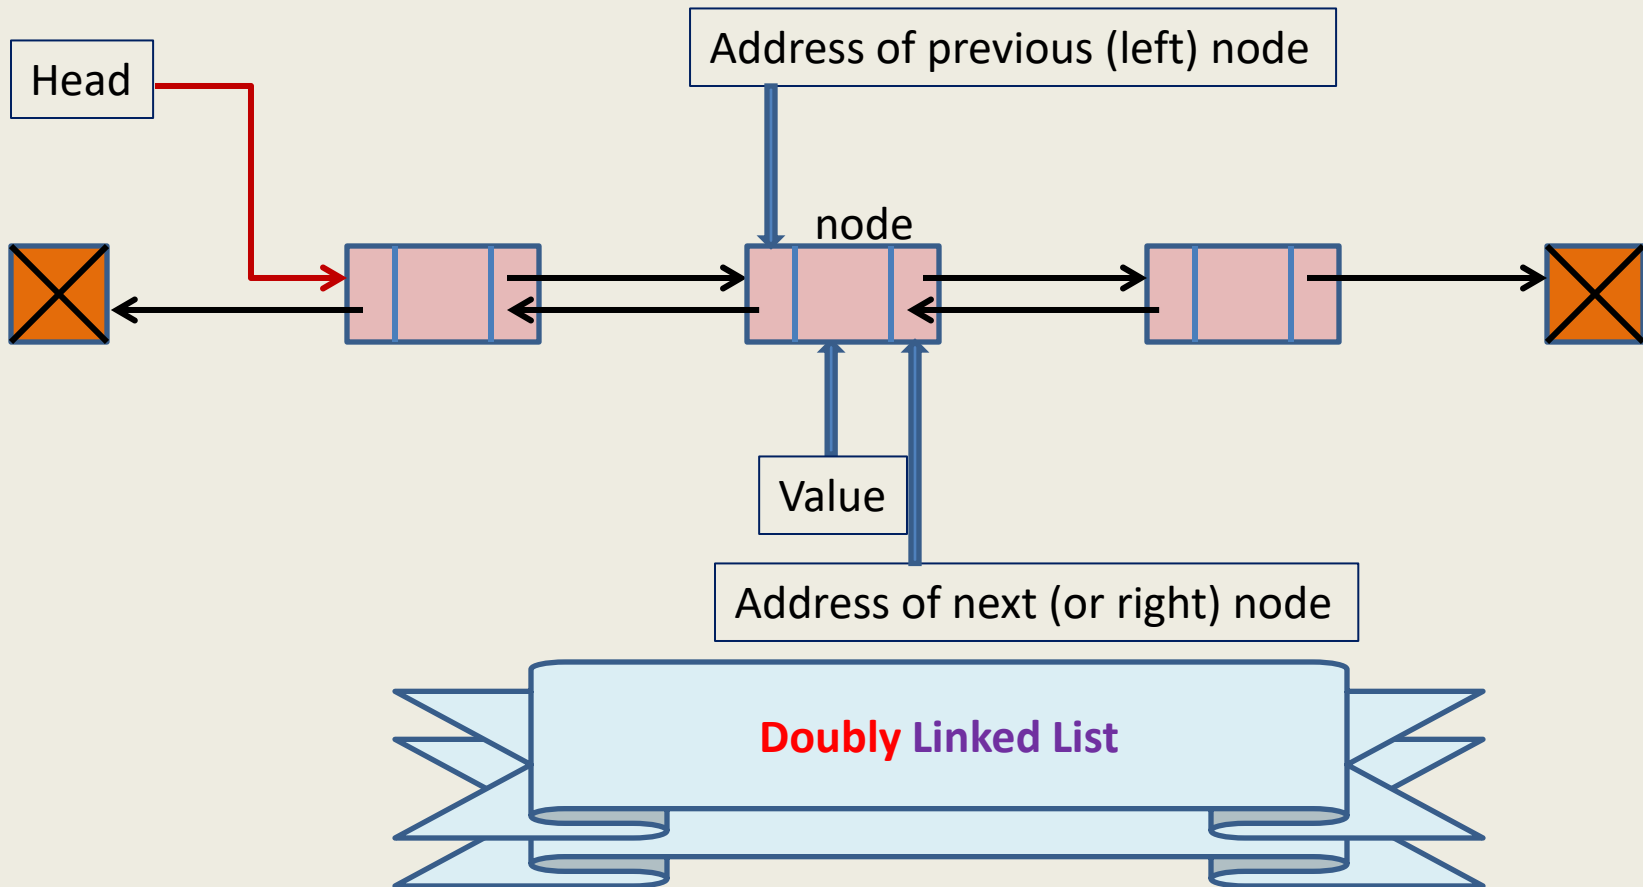 Address of previous (left) node
Head
node
Value
Address of next (or right) node
Doubly Linked List